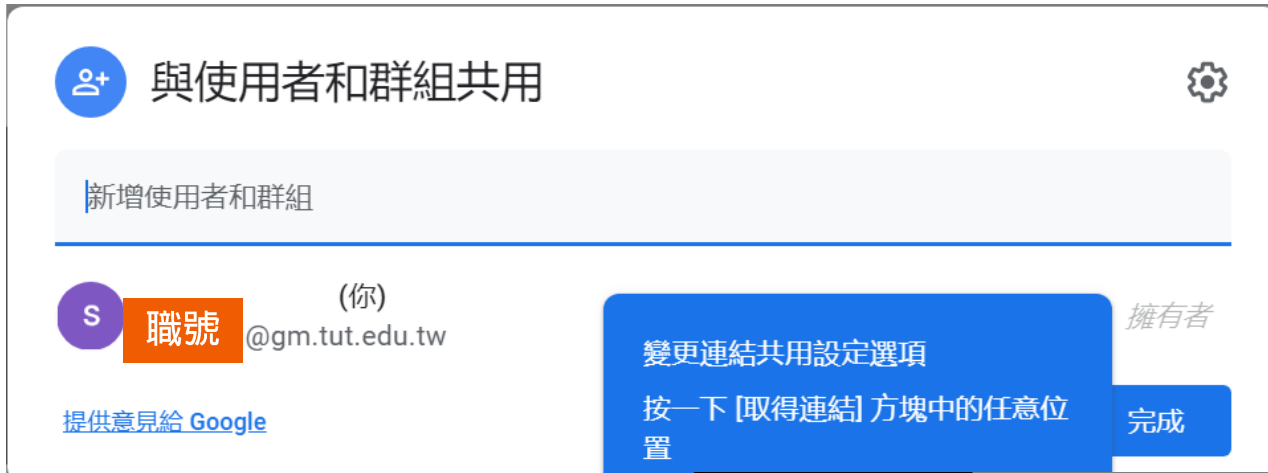 與使用者和群組共用
新增使用者和群組
S
(你)
職號 @gm.tut.edu.tw
擁有者
變更連結共用設定選項
按一下 [取得連結] 方塊中的任意位
置
提供意見給 Google
完成